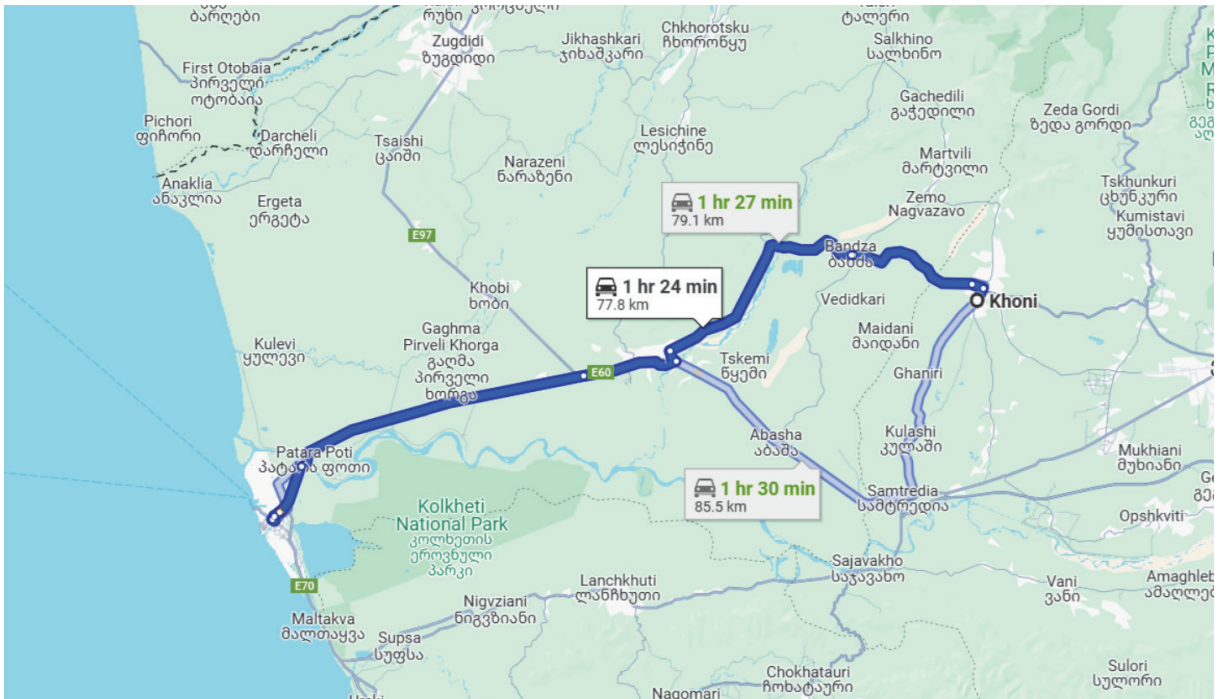 ბარღები
რუხი
Zugdidi
ზუგდიდი
Jikhashkari
ჯიხაშკარი
Chkhorotsku
ჩხოროწყუ
ტალერი
Salkhino
სალხინო
First Otobaia
პირველი
ოტობაია
Gachedili
გაჭედილი
Zeda Gordi
ზედა გორდი
Pichori
ფიჩორი
Darcheli
დარჩელი
Tsaishi
ცაიში
Lesichine
ლესიჭინე
Narazeni
ნარაზენი
Martvili
მარტვილი
Anaklia
ანაკლია
Ergeta
ერგეტა
Zemo
Nagvazavo
Tskhunkuri
ცხუნკური
Kumistavi
ყუმისთავი
1 hr 27 min
79.1 km
E97
Bandza
ბანძა
Khobi
ხობი
1 hr 24 min
77.8 km
Vedidkari
Khoni
Maidani
მაიდანი
Kulevi
ყულევი
Gaghma
Pirveli Khorga
გაღმა
პირველი
ხორგა
E60
Tskemi
წყემი
Ghaniri
Abasha
აბაშა
Kulashi
კულაში
Mukhiani
მუხიანი
Patara Poti
პატარა ფოთი
1 hr 30 min
85.5 km
Samtredia
სამტრედია
Kolkheti
National Park
კოლხეთის
ეროვნული
პარკი
Opshkviti
E70
Sajavakho
საჯავახო
Lanchkhuti
ლანჩხუთი
Vani
ვანი
Nigvziani
ნიგვზიანი
Maltakva
მალთაყვა
Supsa
სუფსა
Chokhatauri
ჩოხატაური
Sulori
სულორი
Nagomari